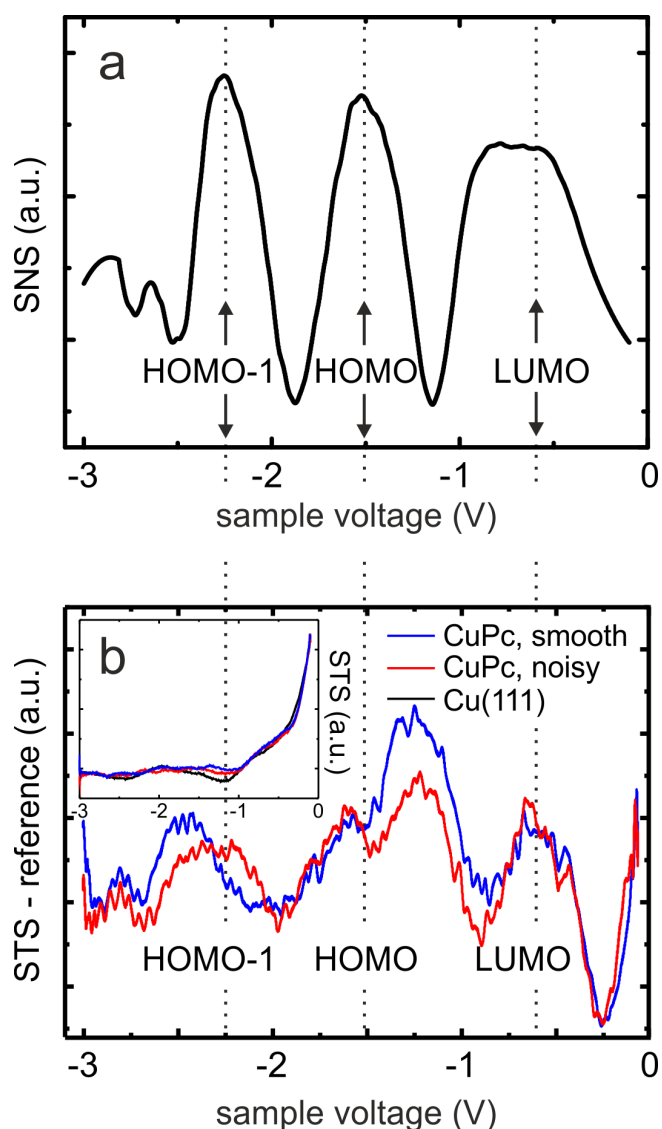 a
SNS (a.u.)
HOMO-1 HOMO LUMO
-3 -2 -1 0
sample voltage (V)
b
STS (a.u.)
-3 -2 -1 0
CuPc, smooth
CuPc, noisy
Cu(111)
STS - reference (a.u.)
HOMO-1 HOMO LUMO
-3 -2 -1 0
sample voltage (V)